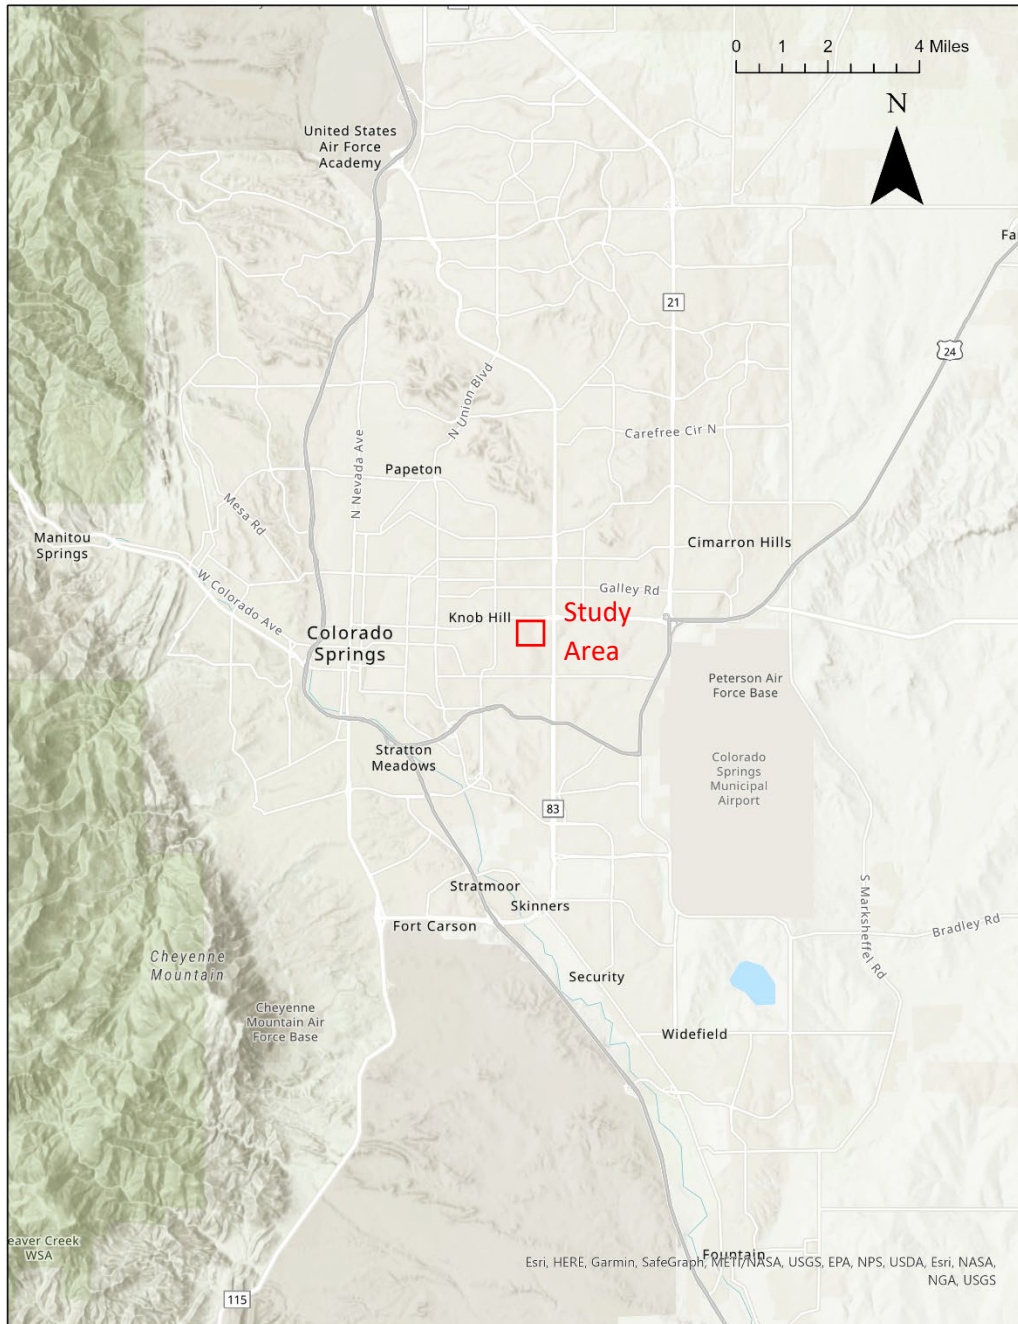 0 1 2 4 Miles
N
United States
Air Force
Academy
Fa
21
24
N Union Blvd
Carefree Cir N
N Nevada Ave
Papeton
Mesa Rd
Manitou
Springs
Cimarron Hills
W Colorado Ave
Galley Rd
Knob Hill
Study
Area
Colorado
Springs
Peterson Air
Force Base
Stratton
Meadows
Colorado
Springs
Municipal
Airport
83
Stratmoor
Skinners
Fort Carson
S Marksheffel Rd
Bradley Rd
Cheyenne
Mountain
Security
Cheyenne
Mountain Air
Force Base
Widefield
eaver Creek
WSA
Fountain
Esri, HERE, Garmin, SafeGraph, METI/NASA, USGS, EPA, NPS, USDA, Esri, NASA,
NGA, USGS
115